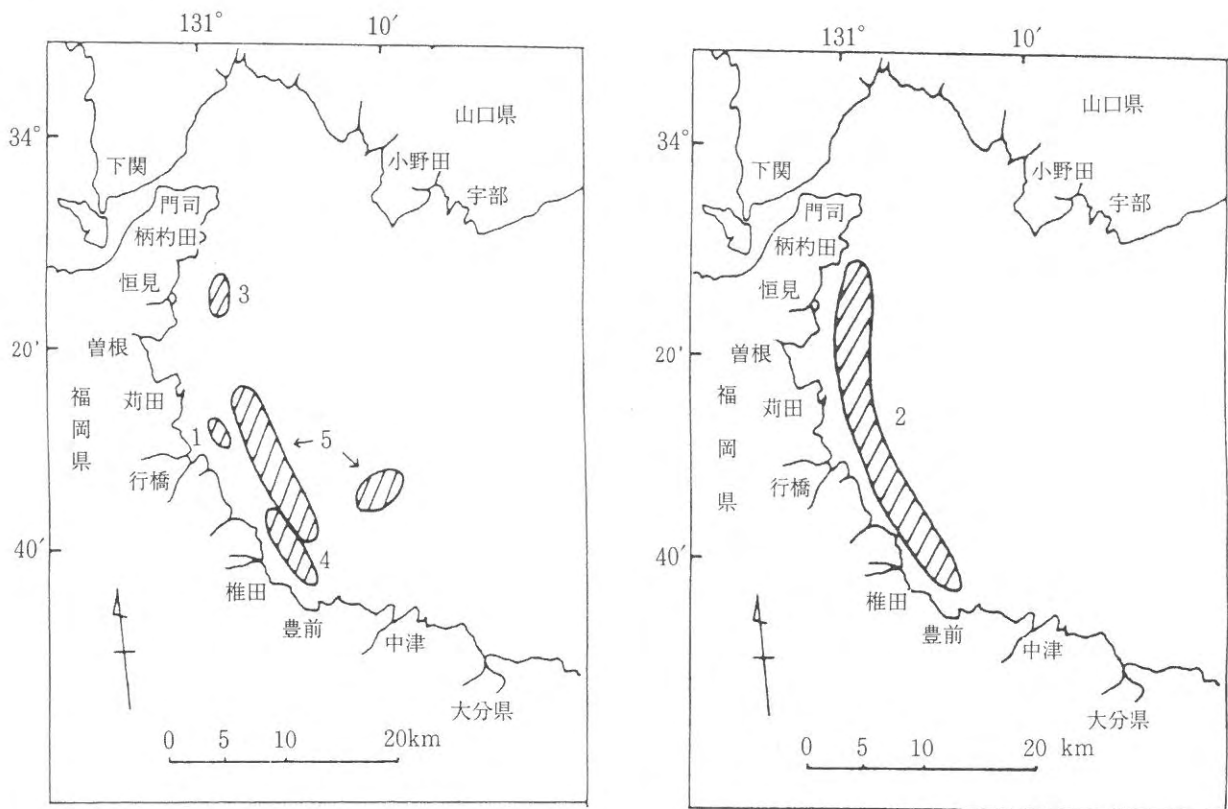 131° 10′
山口県
34°
下関
小野田
宇部
門司
柄杓田
恒見
3
20′
曽根
福岡県
苅田
1
5
行橋
40′
4
椎田
豊前
中津
大分県
0 5 10 20km
131° 10′
山口県
34°
下関
小野田
宇部
門司
柄杓田
恒見
20′
曽根
福岡県
苅田
2
行橋
40′
椎田
豊前
中津
大分県
0 5 10 20 km